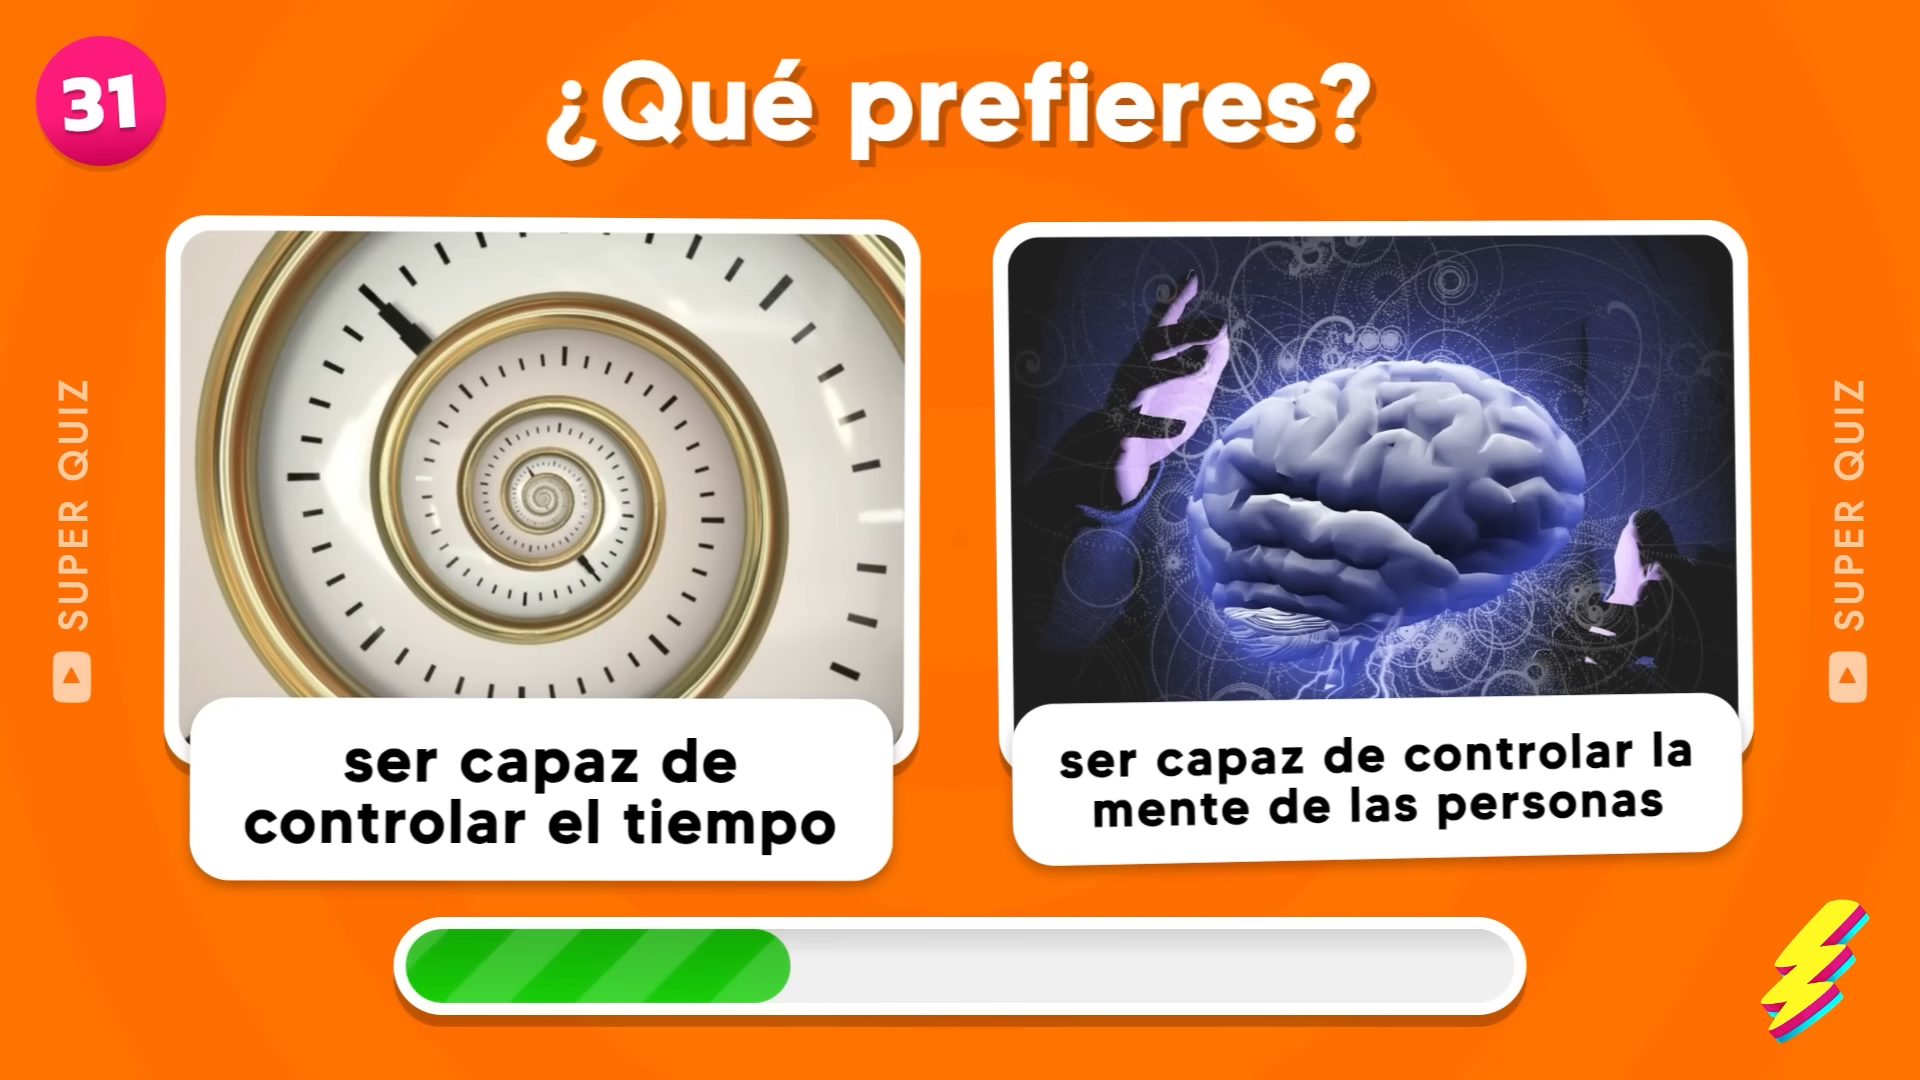 31
¿Qué prefieres?
SUPER QUIZ
ser capaz de
controlar el tiempo
ser capaz de controlar la
mente de las personas
SUPER QUIZ